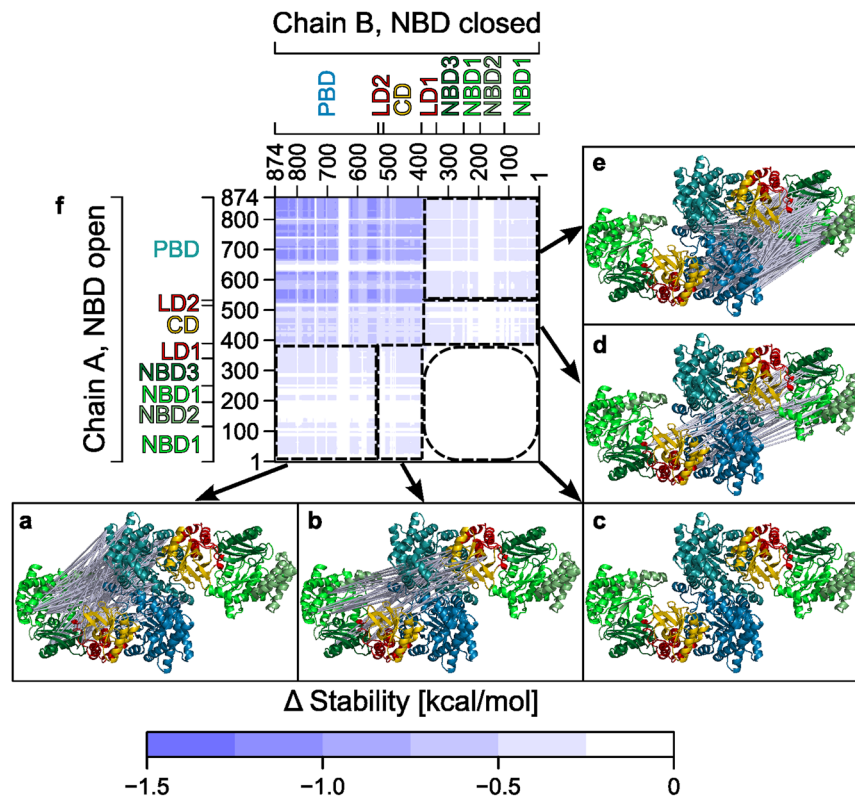 Chain B, NBD closed
PBD
LD2
CD
LD1
NBD3
NBD1
NBD2
NBD1
874 800 700 600 500 400 300 200 100 1
f
Chain A, NBD open
PBD
LD2
CD
LD1
NBD3
NBD1
NBD2
NBD1
874
800
700
600
500
400
300
200
100
1
e
d
a
b
c
Δ Stability [kcal/mol]
−1.5 −1.0 −0.5 0